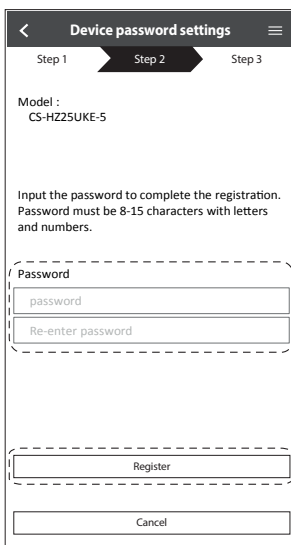 Device password settings
Step 1 Step 2 Step 3
Model :
CS-HZ25UKE-5
Input the password to complete the registration.
Password must be 8-15 characters with letters
and numbers.
Password
password
Re-enter password
Register
Cancel